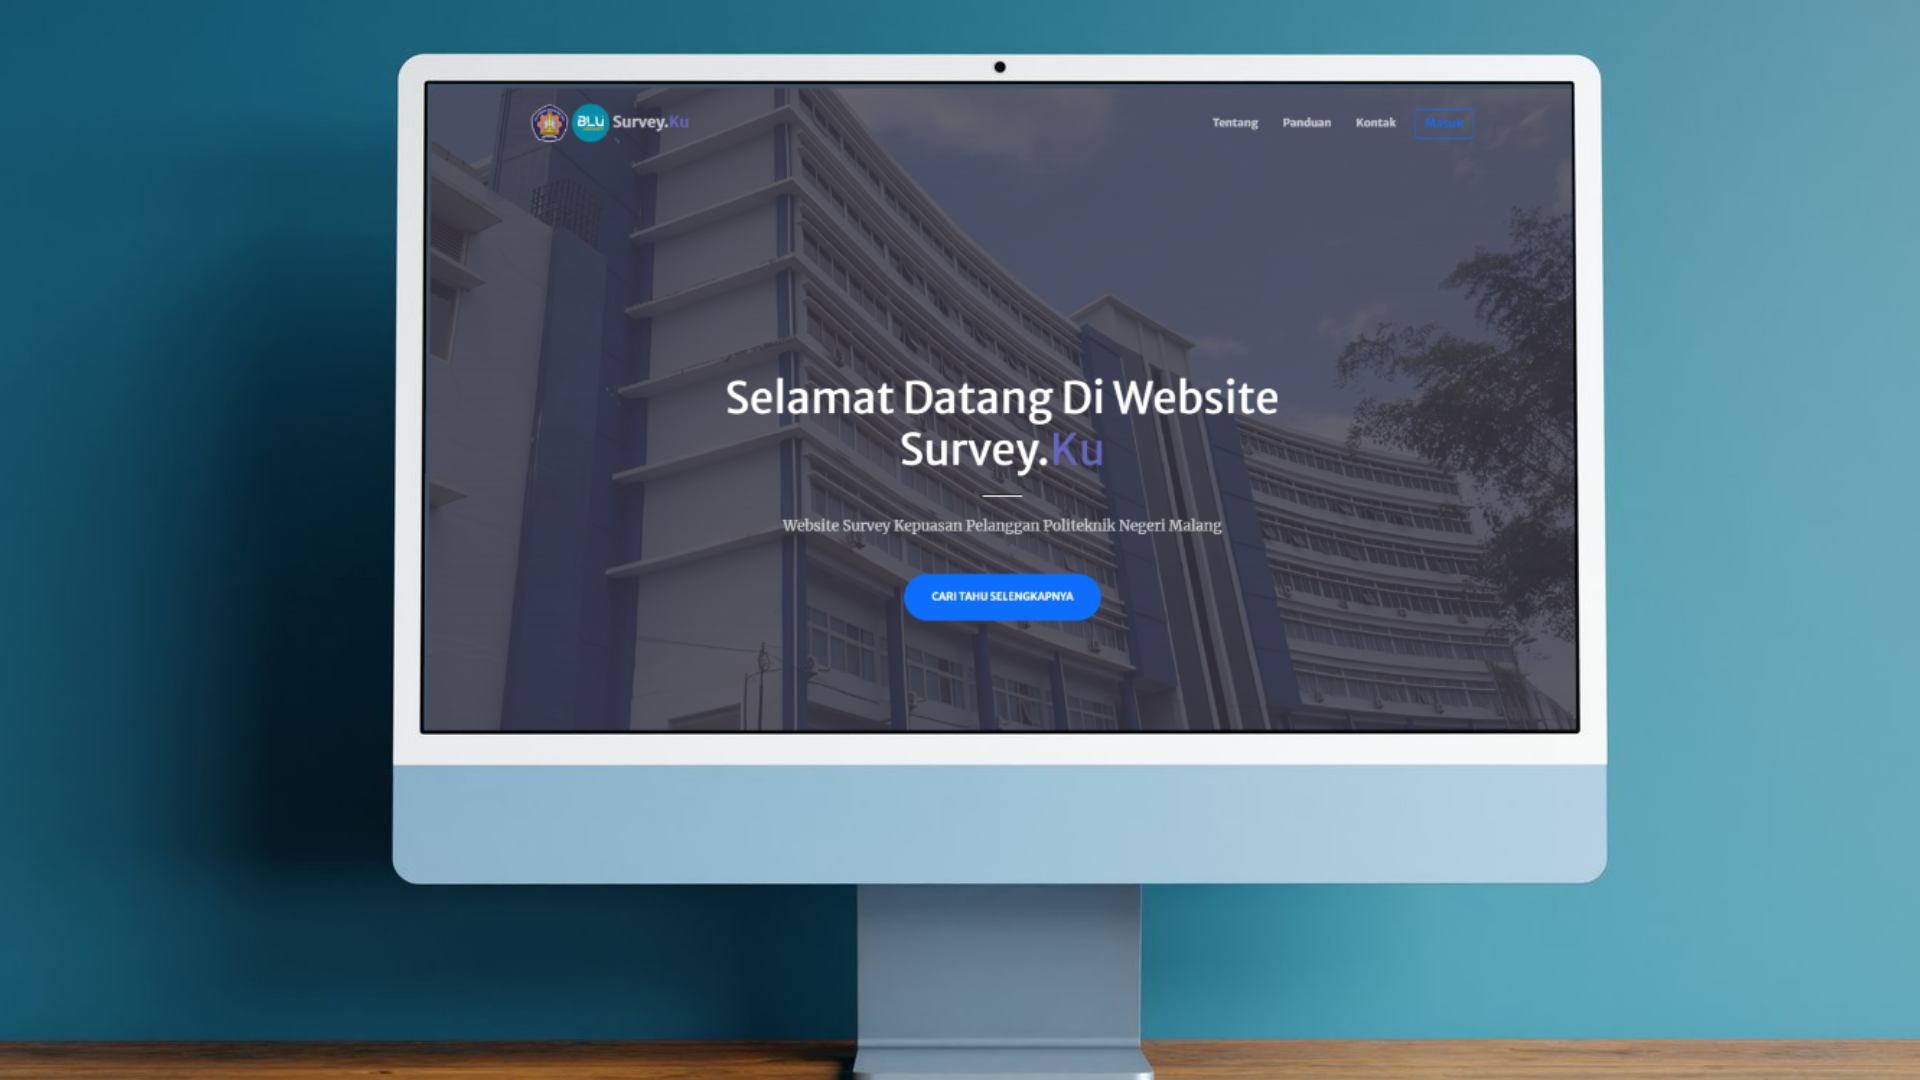 BLU
Survey.Ku
Tentang
Panduan
Kontak
Masuk
Selamat Datang Di Website
Survey.Ku
Website Survey Kepuasan Pelanggan Politeknik Negeri Malang
CARI TAHU SELENGKAPNYA